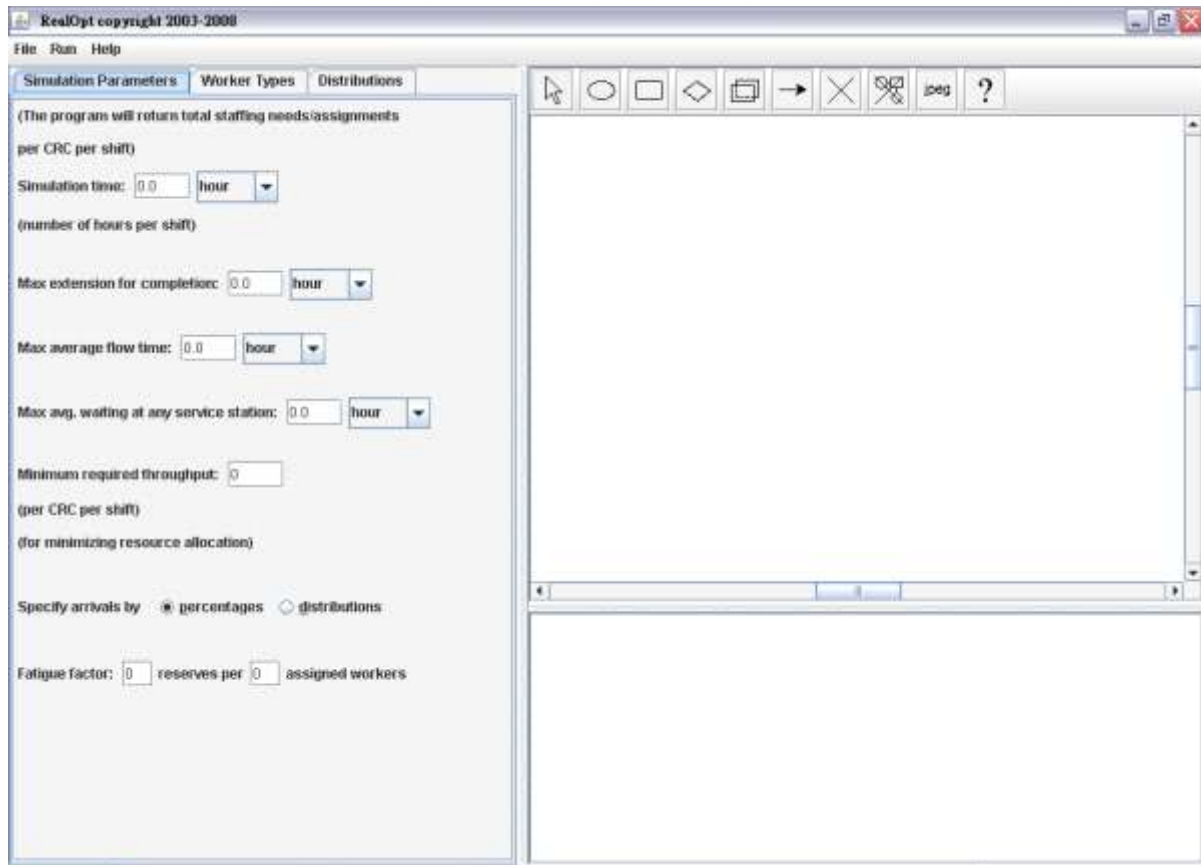 RealOpt copyright 2003-2008
File Run Help
Simulation Parameters Worker Types Distributions
jpeg ?
(The program will return total staffing needs/assignments
per CRC per shift)
Simulation time: 0.0 hour
(number of hours per shift)
Max extension for completion: 0.0 hour
Max average flow time: 0.0 hour
Max avg. waiting at any service station: 0.0 hour
Minimum required throughput: 0
(per CRC per shift)
(for minimizing resource allocation)
Specify arrivals by percentages distributions
Fatigue factor: 0 reserves per 0 assigned workers